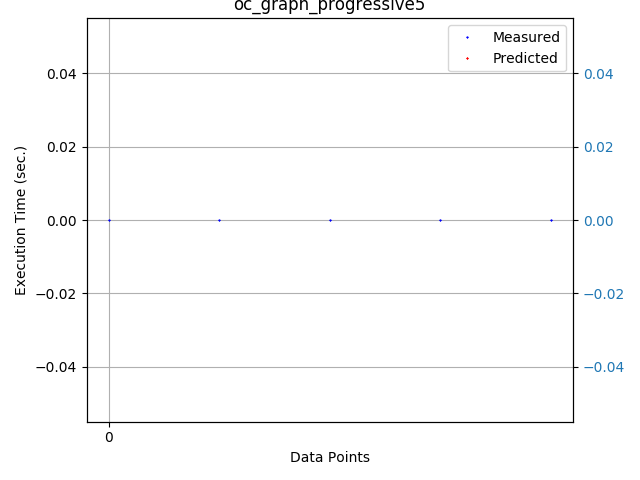 oc_graph_progressive5
Measured
Predicted
0.04
0.02
0.00
−0.02
−0.04
0.04
0.02
0.00
−0.02
−0.04
Execution Time (sec.)
0
Data Points